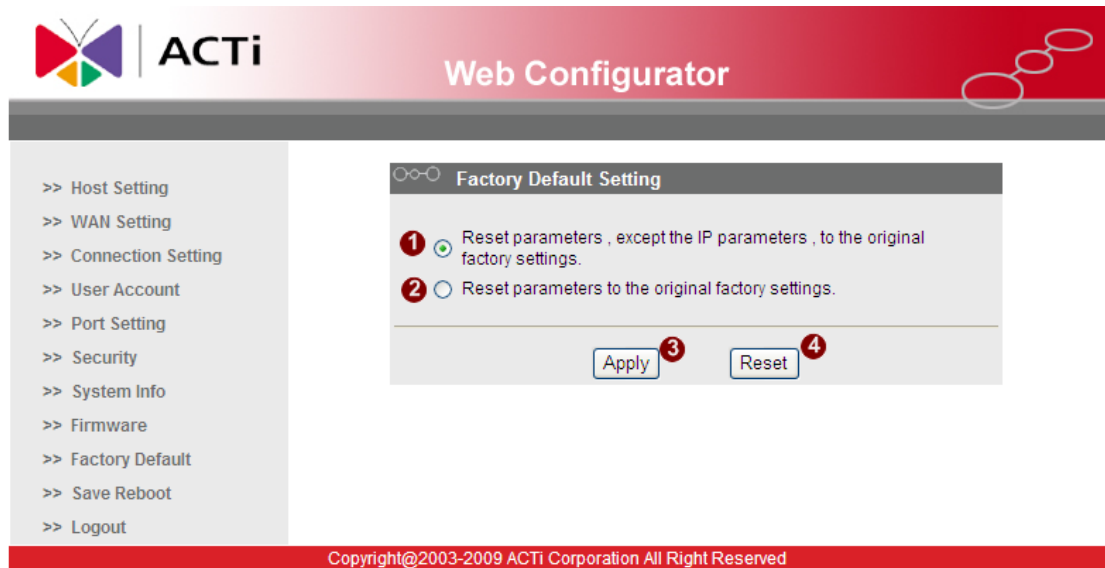 ACTi
Web Configurator
>> Host Setting
>> WAN Setting
>> Connection Setting
>> User Account
>> Port Setting
>> Security
>> System Info
>> Firmware
>> Factory Default
>> Save Reboot
>> Logout
Factory Default Setting
1 Reset parameters , except the IP parameters , to the original
factory settings.
2 Reset parameters to the original factory settings.
Apply 3 Reset 4
Copyright@2003-2009 ACTi Corporation All Right Reserved